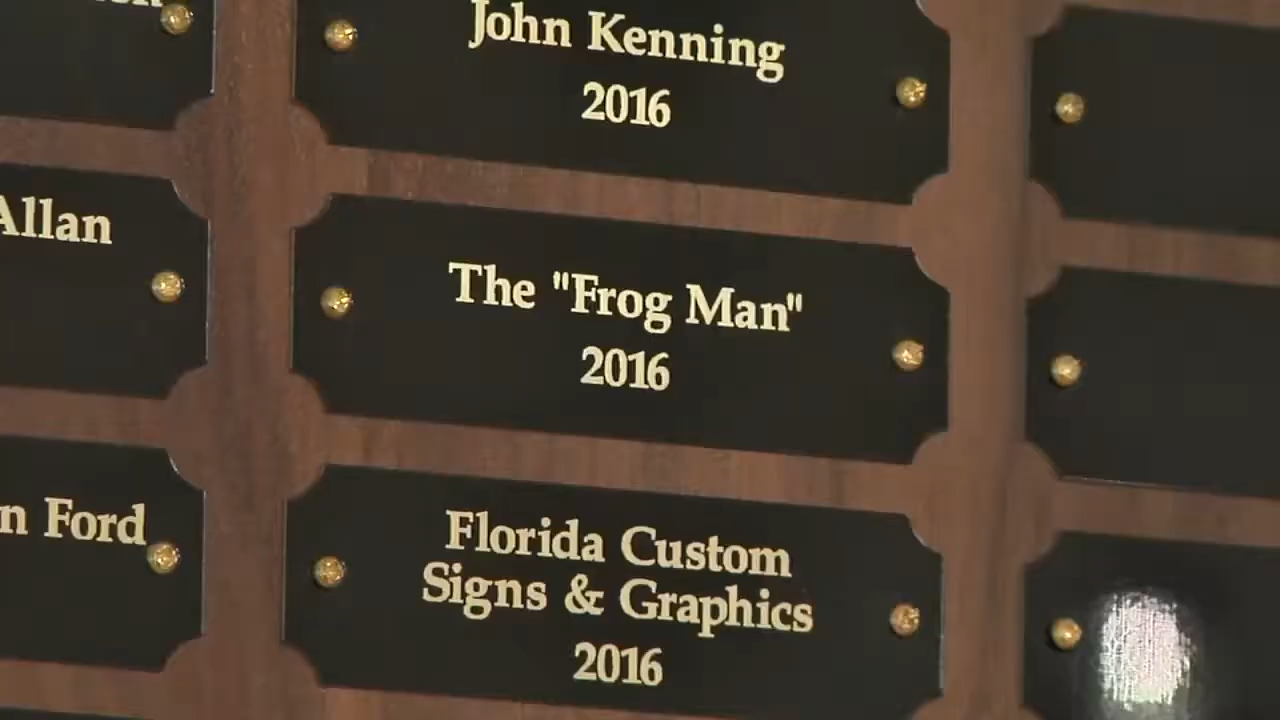 John Kenning
2016
Allan
The "Frog Man"
2016
n Ford
Florida Custom
Signs & Graphics
2016